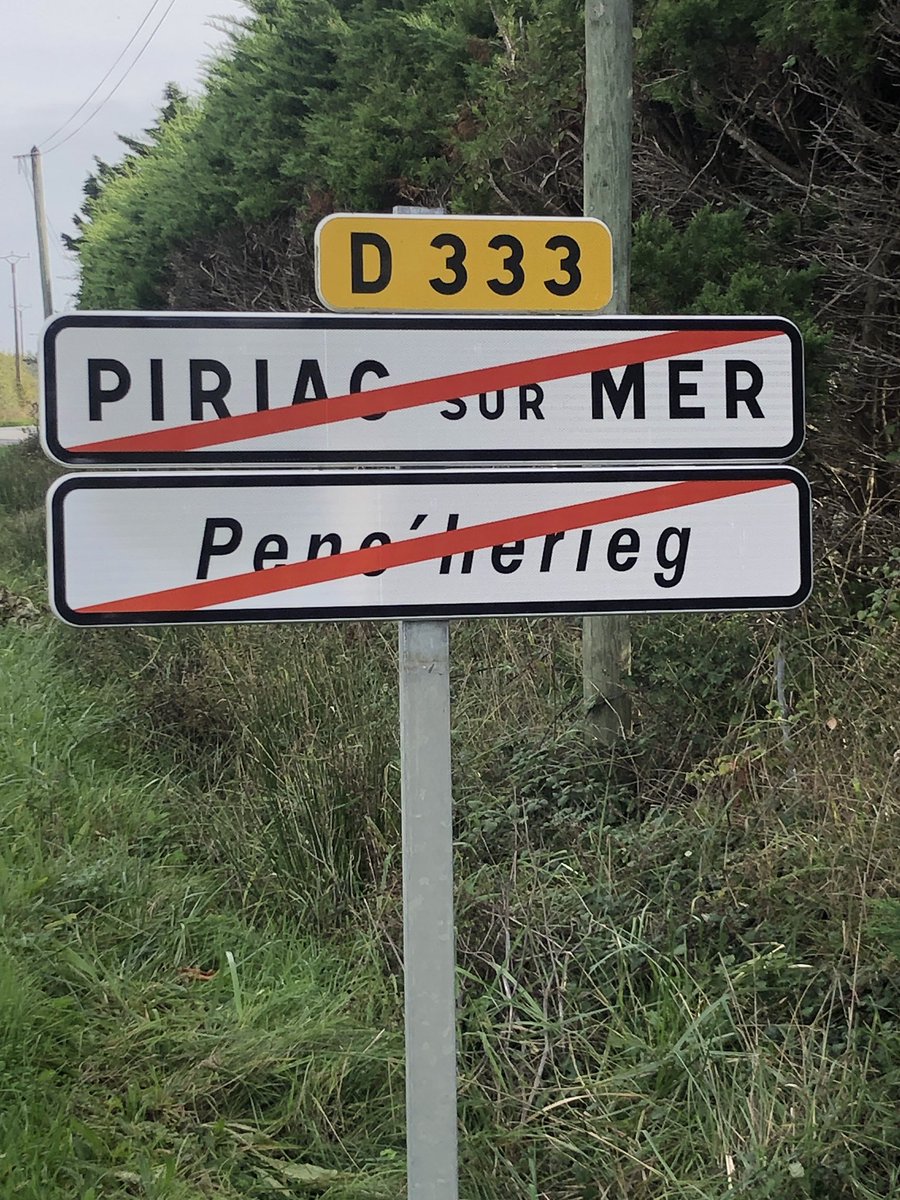 D 333
PIRIAC SUR MER
Penc'herieg